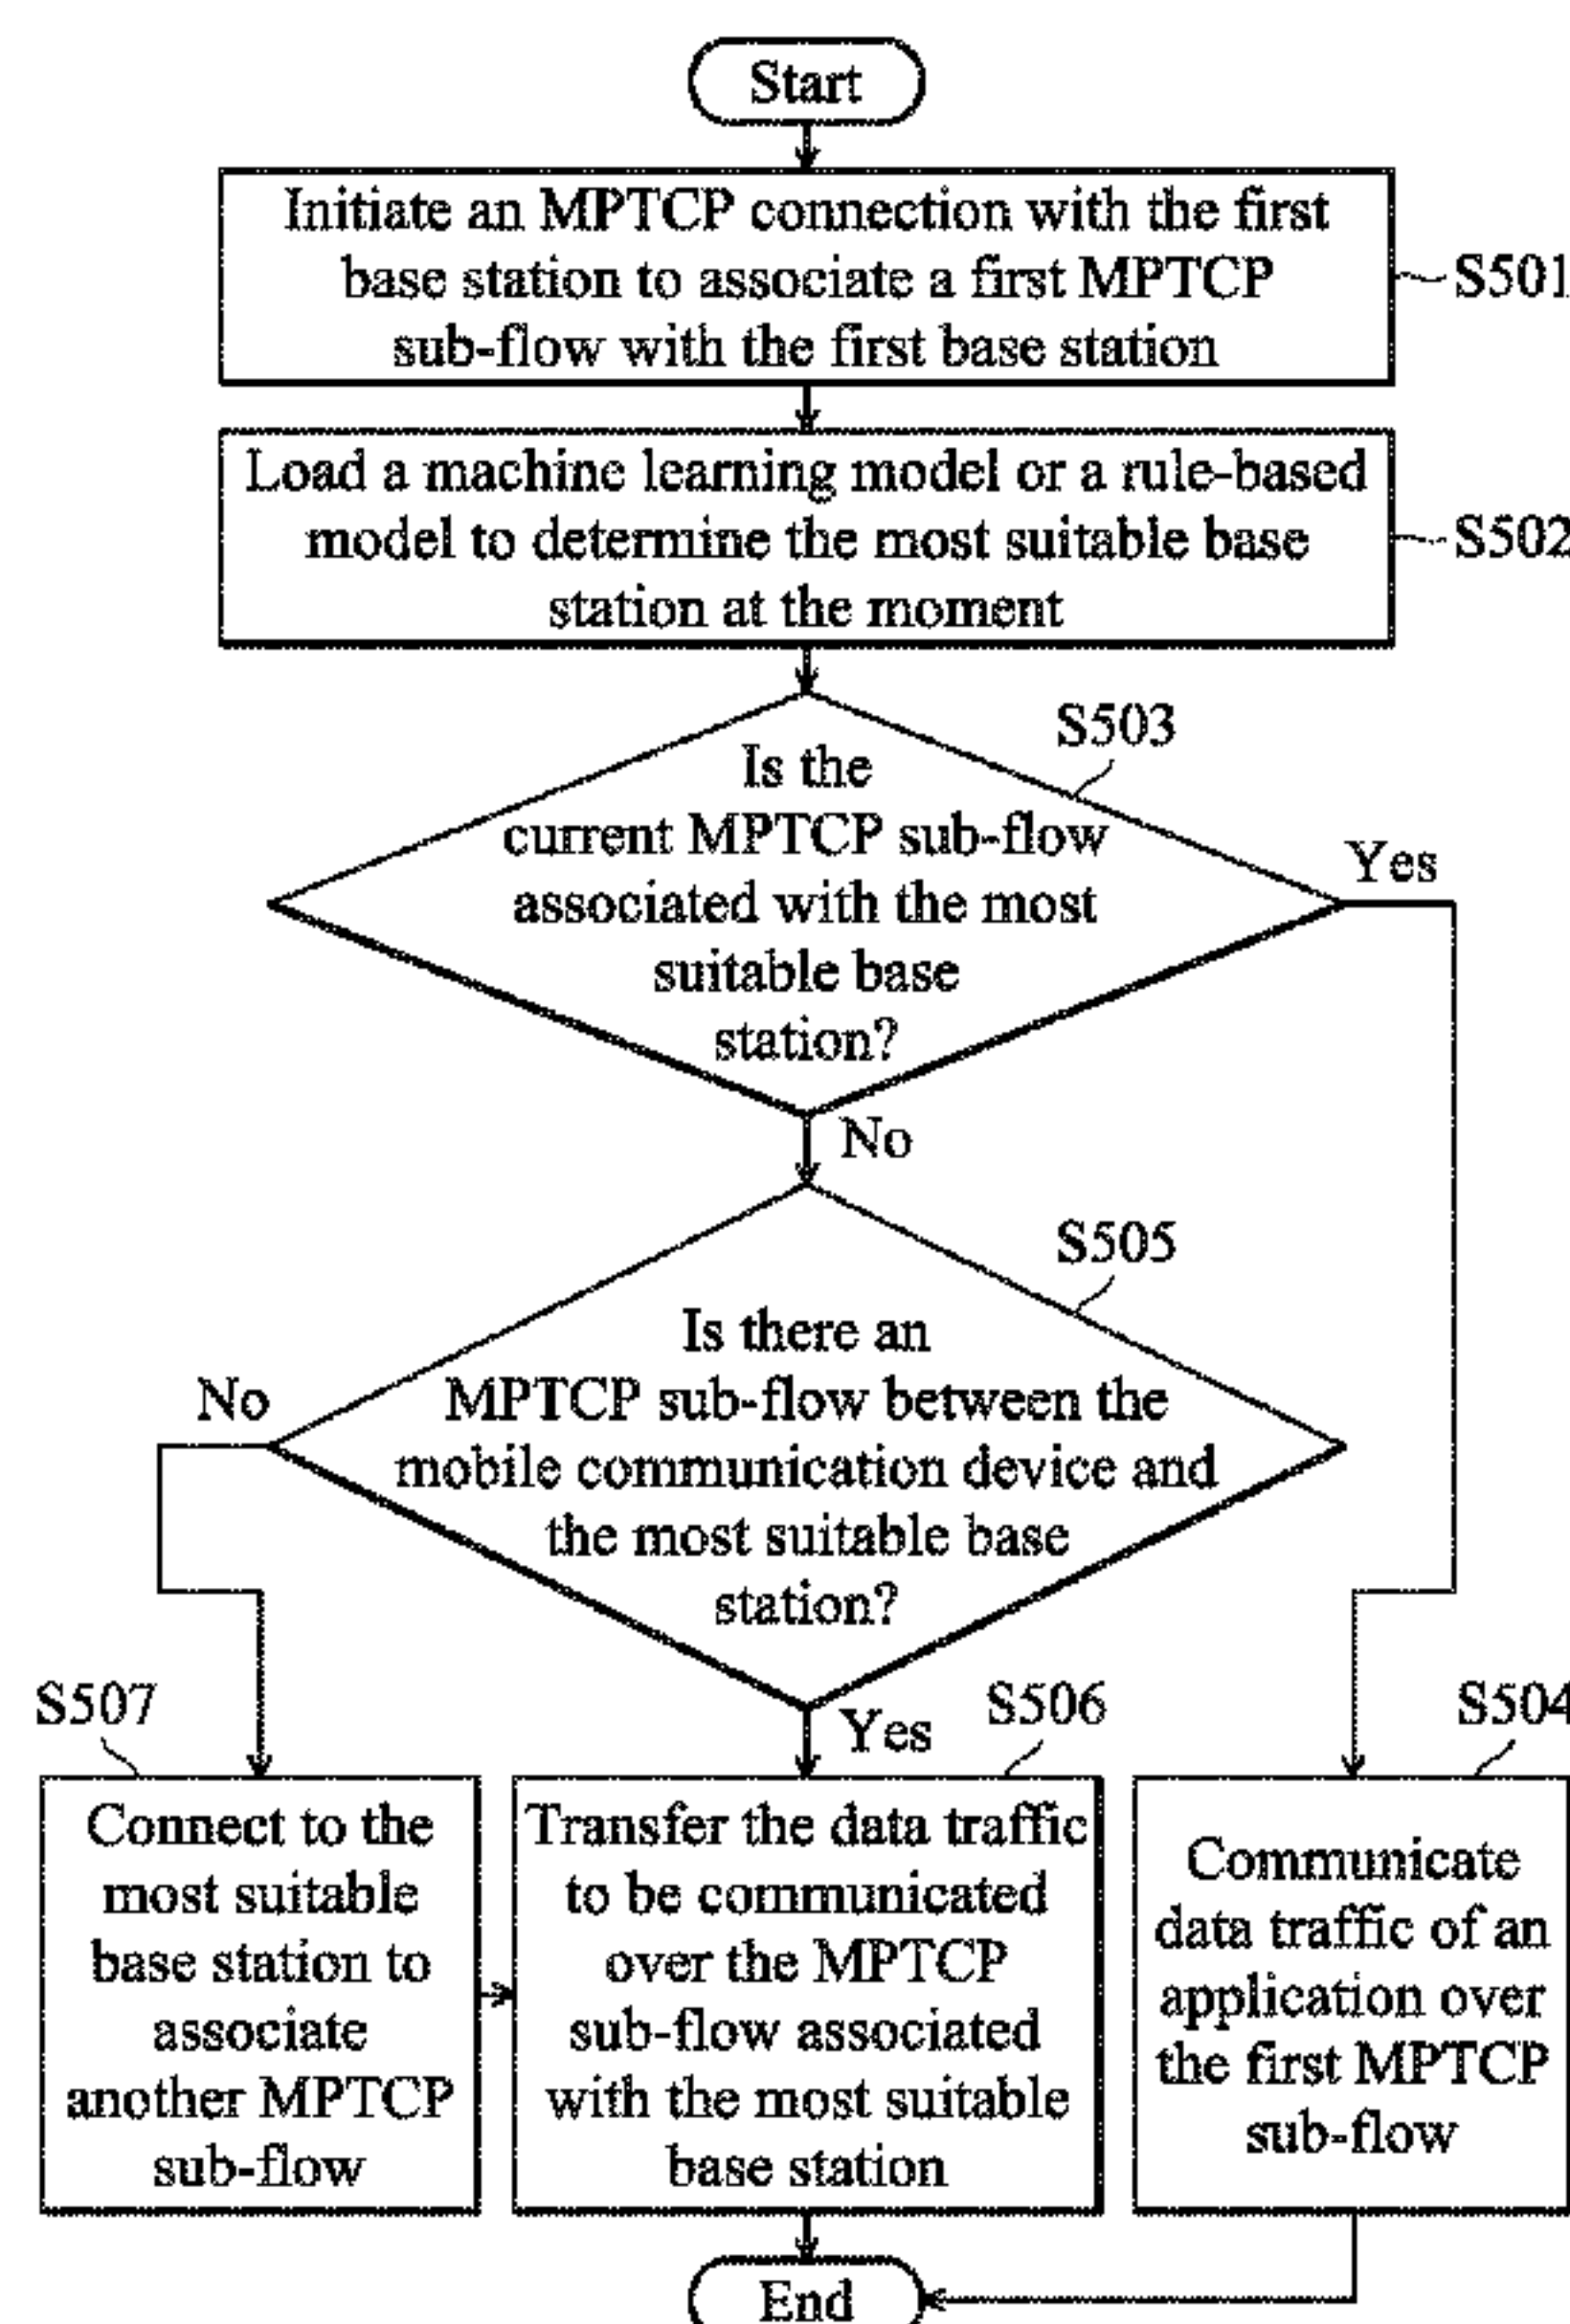 Start
Initiate an MPTCP connection with the first
base station to associate a first MPTCP
sub-flow with the first base station
S501
Load a machine learning model or a rule-based
model to determine the most suitable base
station at the moment
S502
S503
Is the
current MPTCP sub-flow
associated with the most
suitable base
station?
Yes
No
S505
Is there an
MPTCP sub-flow between the
mobile communication device and
the most suitable base
station?
No
Yes
S507
Connect to the
most suitable
base station to
associate
another MPTCP
sub-flow
S506
Transfer the data traffic
to be communicated
over the MPTCP
sub-flow associated
with the most suitable
base station
S504
Communicate
data traffic of an
application over
the first MPTCP
sub-flow
End